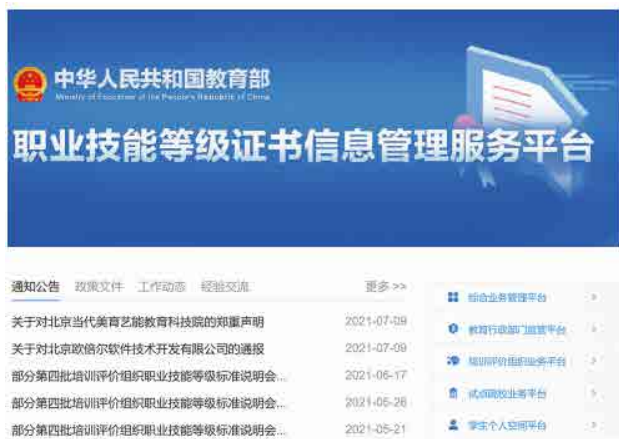 中华人民共和国教育部
Ministry of Education of the People's Republic of China
职业技能等级证书信息管理服务平台
通知公告 政策文件 工作动态 经验交流 更多 >>
关于对北京当代美育艺能教育科技院的郑重声明 2021-07-09
关于对北京欧倍尔软件技术开发有限公司的通报 2021-07-09
部分第四批培训评价组织职业技能等级标准说明会... 2021-06-17
部分第四批培训评价组织职业技能等级标准说明会... 2021-05-26
部分第四批培训评价组织职业技能等级标准说明会... 2021-05-21
综合业务管理平台 >
教育行政部门监管平台 >
培训评价组织业务平台 >
试点院校业务平台 >
学生个人空间平台 >